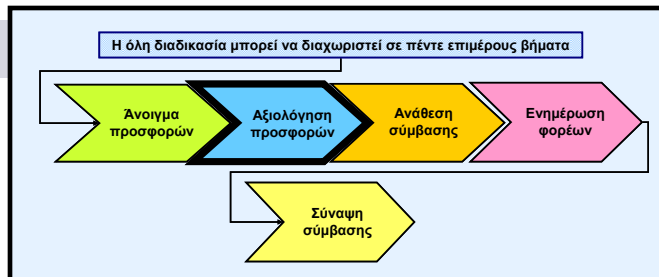 Η όλη διαδικασία μπορεί να διαχωριστεί σε πέντε επιμέρους βήματα
Άνοιγμα
προσφορών
Αξιολόγηση
προσφορών
Ανάθεση
σύμβασης
Ενημέρωση
φορέων
Σύναψη
σύμβασης